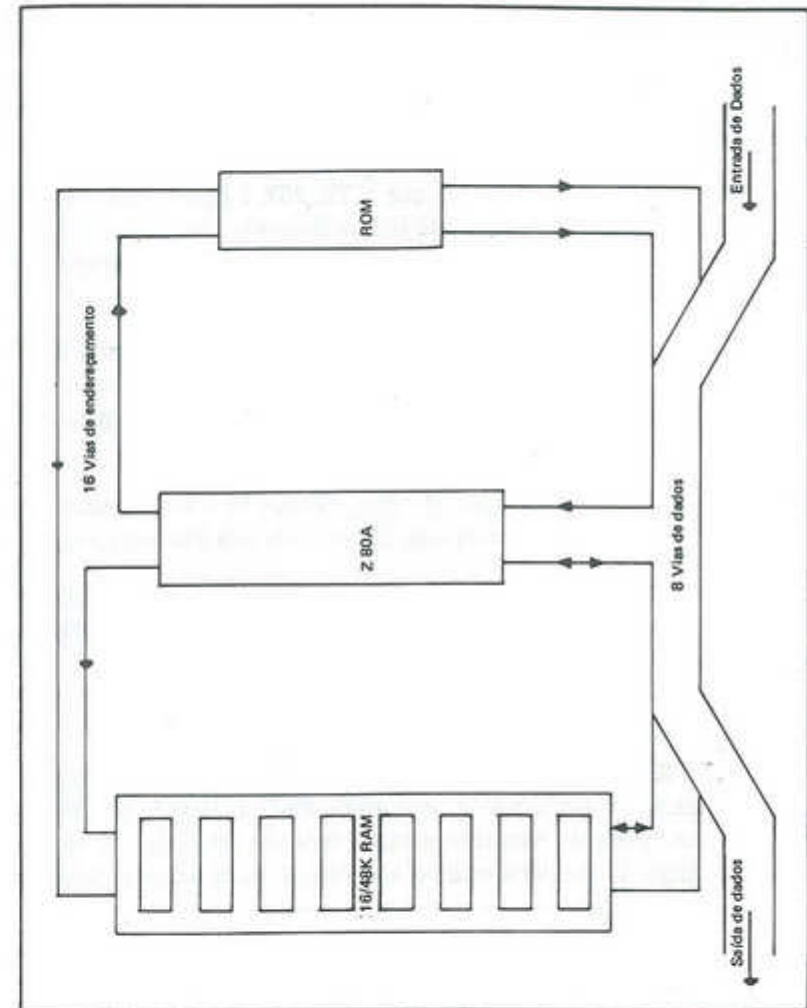 16 Vias de endereçamento
ROM
Z 80A
16/48K RAM
8 Vias de dados
Entrada de Dados
Saída de dados